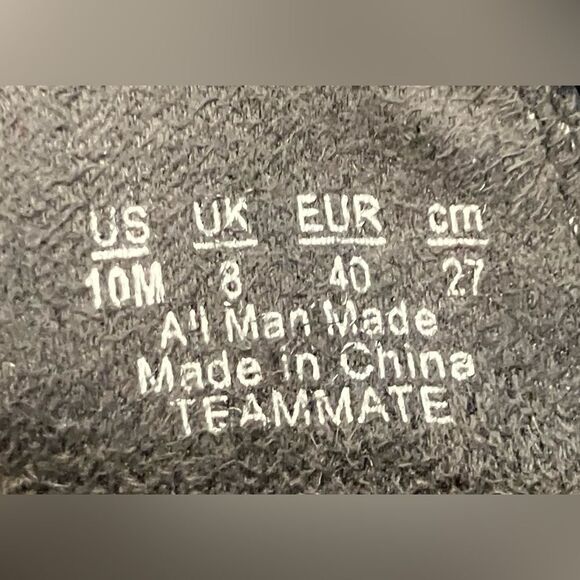 US UK EUR cm
10M 8 40 27
All Man Made
Made in China
TEAMMATE